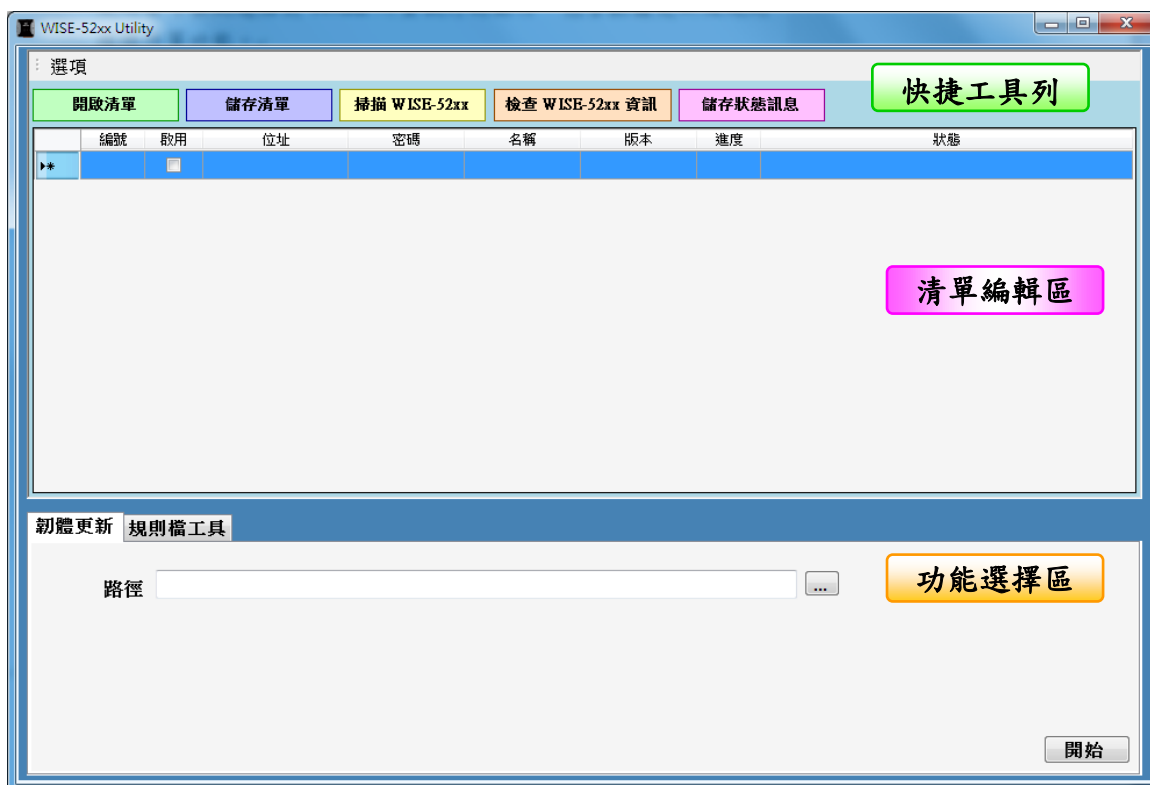 WISE-52xx Utility
選項
快捷工具列
開啟清單 儲存清單 掃描 WISE-52xx 檢查 WISE-52xx 資訊 儲存狀態訊息
編號 啟用 位址 密碼 名稱 版本 進度 狀態
清單編輯區
韌體更新 規則檔工具
路徑 ... 功能選擇區
開始